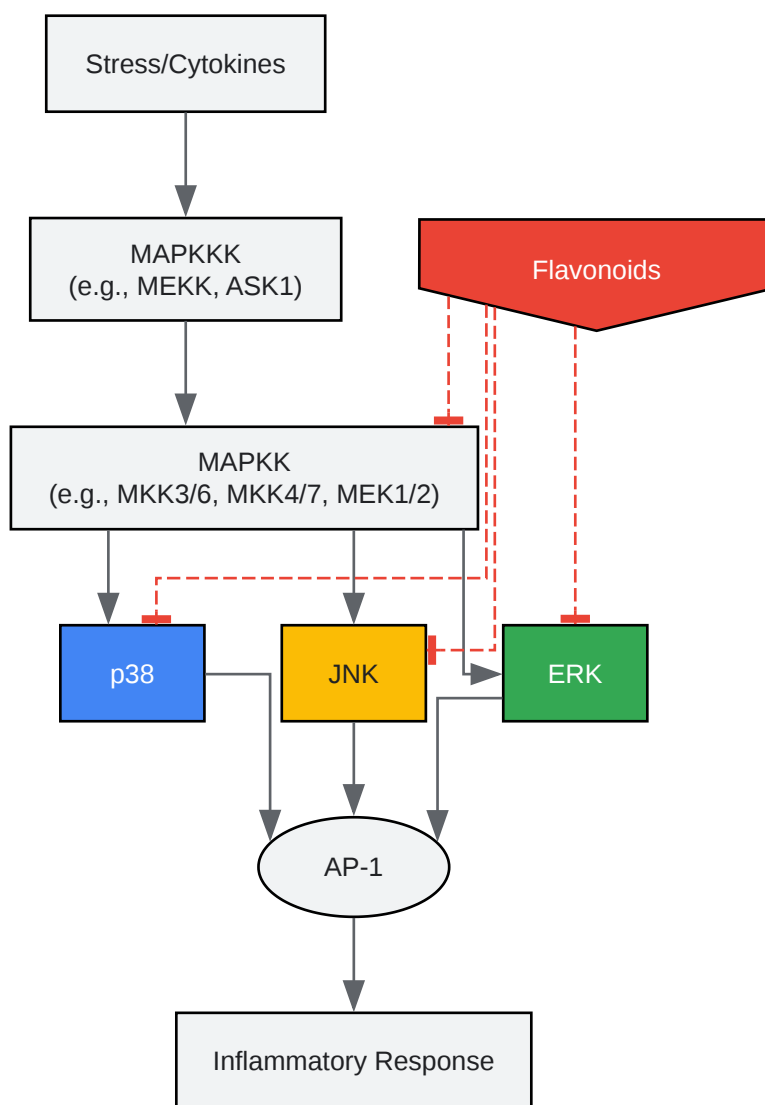 Stress/Cytokines
MAPKKK
(e.g., MEKK, ASK1)
Flavonoids
MAPKK
(e.g., MKK3/6, MKK4/7, MEK1/2)
p38
JNK
ERK
AP-1
Inflammatory Response